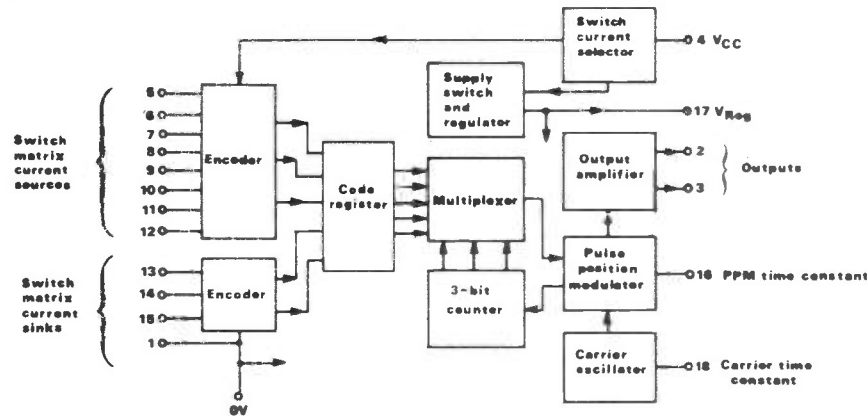 Switch
current
selector
4 VCC
Supply
switch
and
regulator
17 VReg
Switch
matrix
current
sources
5
6
7
8
9
10
11
12
Encoder
Code
register
Multiplexer
Output
amplifier
2
3
Outputs
Switch
matrix
current
sinks
13
14
15
1
Encoder
0V
3-bit
counter
Pulse
position
modulator
16 PPM time constant
Carrier
oscillator
18 Carrier time
constant